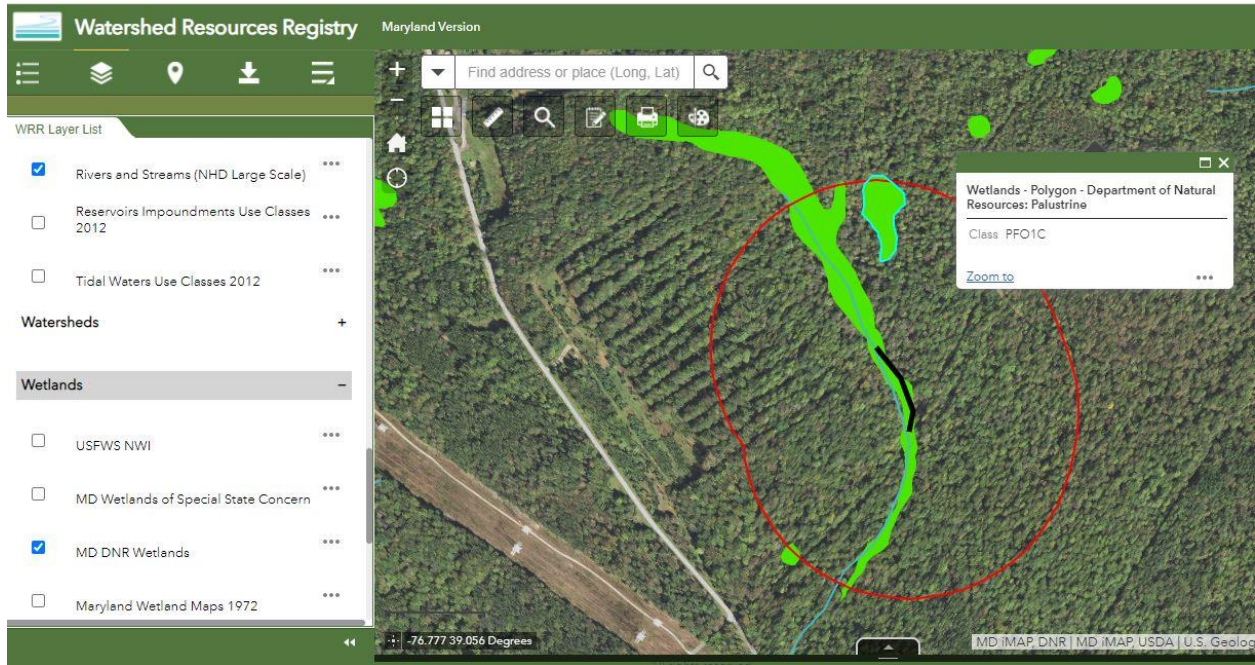 Watershed Resources Registry
Maryland Version
Find address or place (Long, Lat)
WRR Layer List
Rivers and Streams (NHD Large Scale)
Reservoirs Impoundments Use Classes
2012
Tidal Waters Use Classes 2012
Watersheds +
Wetlands −
USFWS NWI
MD Wetlands of Special State Concern
MD DNR Wetlands
Maryland Wetland Maps 1972
Wetlands - Polygon - Department of Natural
Resources: Palustrine
Class PFO1C
Zoom to
-76.777 39.056 Degrees
MD iMAP, DNR | MD iMAP, USDA | U.S. Geolog